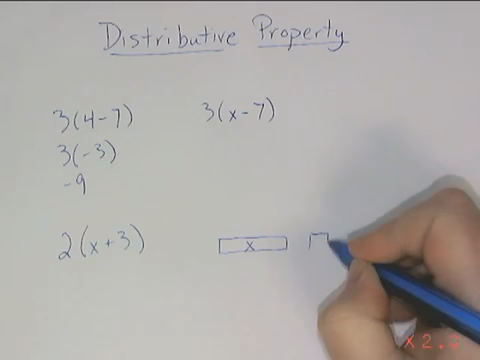 Distributive Property
3(4-7) 3(x-7)
3(-3)
-9
2(x+3) x